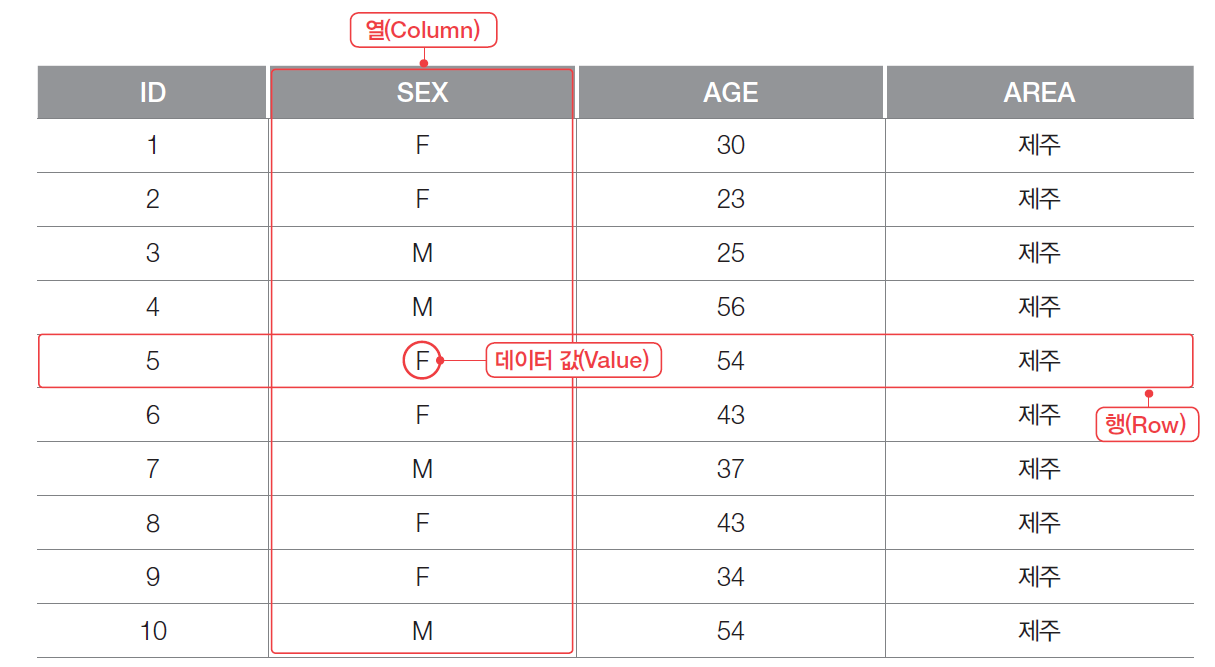 열(Column)
ID SEX AGE AREA
1 F 30 제주
2 F 23 제주
3 M 25 제주
4 M 56 제주
5 F 데이터 값(Value) 54 제주
6 F 43 제주 행(Row)
7 M 37 제주
8 F 43 제주
9 F 34 제주
10 M 54 제주